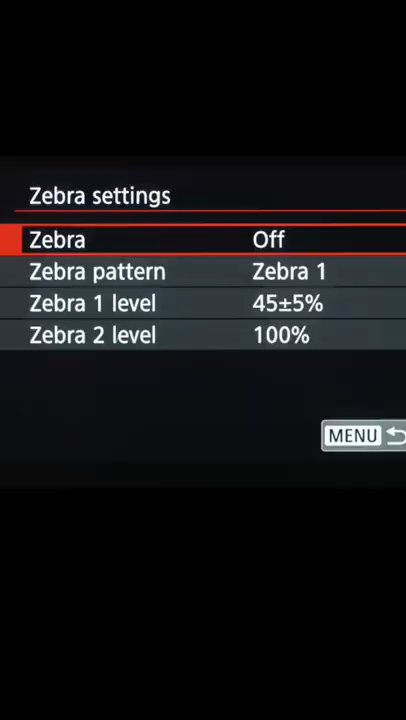 Zebra settings
Zebra Off
Zebra pattern Zebra 1
Zebra 1 level 45±5%
Zebra 2 level 100%
MENU